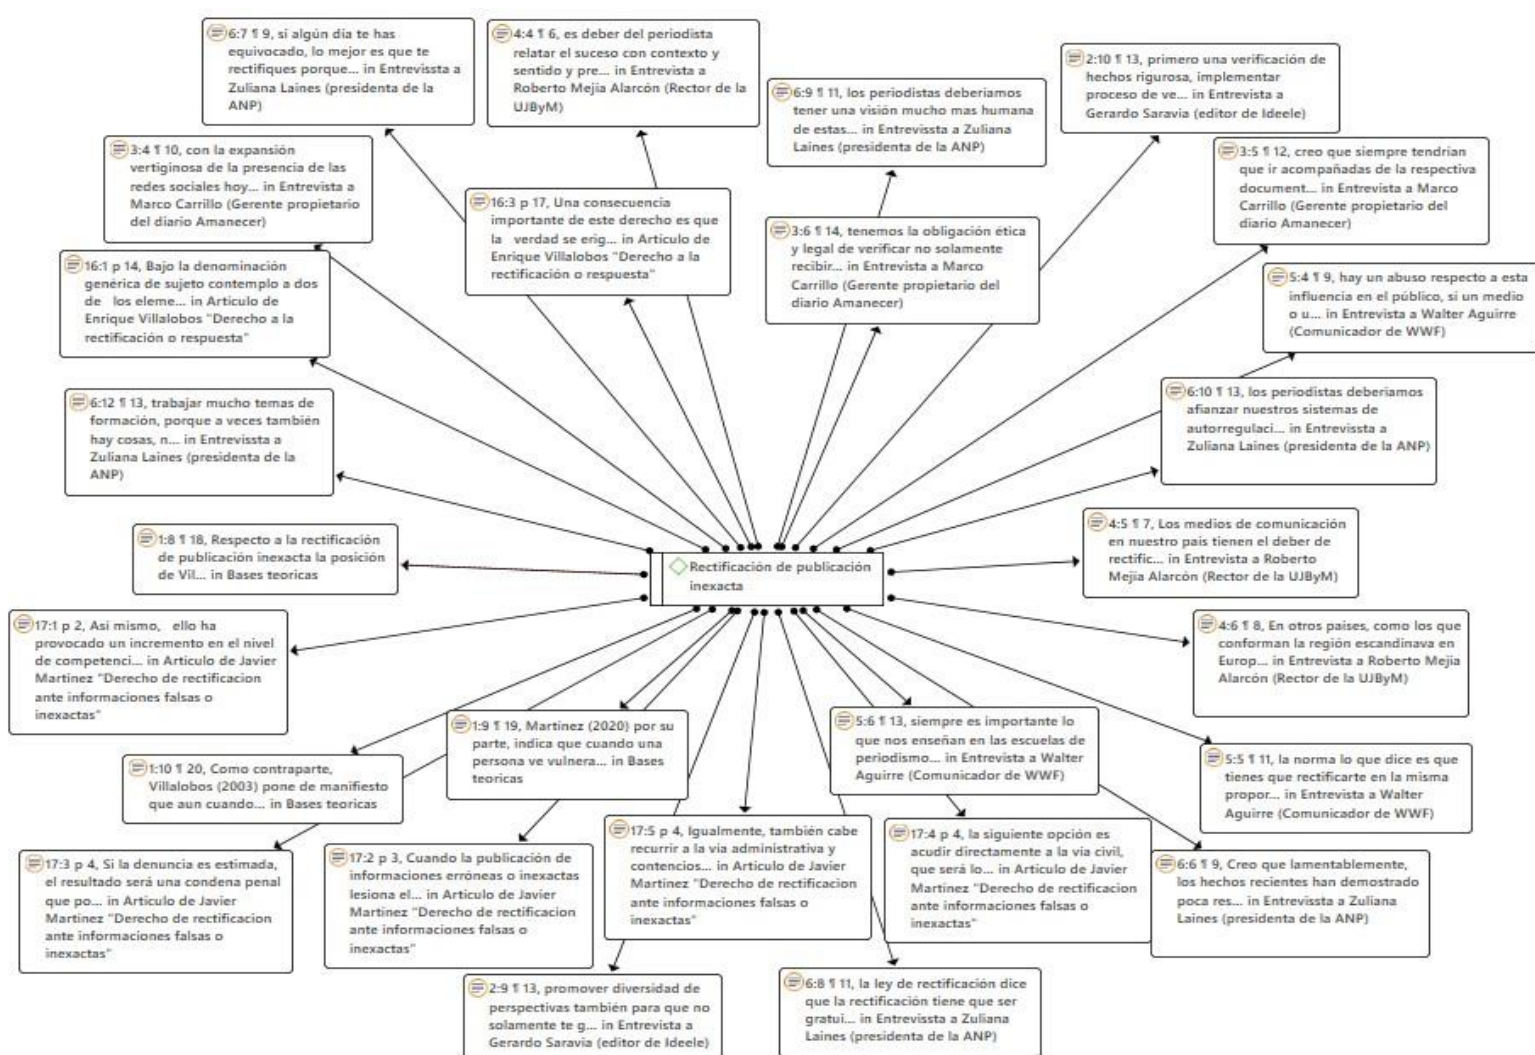 6:7 ¶ 9, si algún día te has
equivocado, lo mejor es que te
rectifiques porque... in Entrevissta a
Zuliana Laines (presidenta de la
ANP)
4:4 ¶ 6, es deber del periodista
relatar el suceso con contexto y
sentido y pre... in Entrevista a
Roberto Mejía Alarcón (Rector de la
UJByM)
2:10 ¶ 13, primero una verificación de
hechos rigurosa, implementar
proceso de ve... in Entrevista a
Gerardo Saravia (editor de Ideele)
6:9 ¶ 11, los periodistas deberíamos
tener una visión mucho mas humana
de estas... in Entrevissta a Zuliana
Laines (presidenta de la ANP)
3:4 ¶ 10, con la expansión
vertiginosa de la presencia de las
redes sociales hoy... in Entrevista a
Marco Carrillo (Gerente propietario
del diario Amanecer)
3:5 ¶ 12, creo que siempre tendrían
que ir acompañadas de la respectiva
document... in Entrevista a Marco
Carrillo (Gerente propietario del
diario Amanecer)
16:3 p 17, Una consecuencia
importante de este derecho es que
la verdad se erig... in Articulo de
Enrique Villalobos "Derecho a la
rectificación o respuesta"
3:6 ¶ 14, tenemos la obligación ética
y legal de verificar no solamente
recibir... in Entrevista a Marco
Carrillo (Gerente propietario del
diario Amanecer)
16:1 p 14, Bajo la denominación
genérica de sujeto contemplo a dos
de los eleme... in Articulo de
Enrique Villalobos "Derecho a la
rectificación o respuesta"
5:4 ¶ 9, hay un abuso respecto a esta
influencia en el público, si un medio
o u... in Entrevista a Walter Aguirre
(Comunicador de WWF)
6:12 ¶ 13, trabajar mucho temas de
formación, porque a veces también
hay cosas, n... in Entrevissta a
Zuliana Laines (presidenta de la
ANP)
6:10 ¶ 13, los periodistas deberiamos
afianzar nuestros sistemas de
autorregulaci... in Entrevissta a
Zuliana Laines (presidenta de la ANP)
1:8 ¶ 18, Respecto a la rectificación
de publicación inexacta la posición
de Vil... in Bases teoricas
4:5 ¶ 7, Los medios de comunicación
en nuestro país tienen el deber de
rectific... in Entrevista a Roberto
Mejía Alarcón (Rector de la UJByM)
Rectificación de publicación
inexacta
17:1 p 2, Asi mismo, ello ha
provocado un incremento en el nivel
de competenci... in Articulo de Javier
Martinez "Derecho de rectificacion
ante informaciones falsas o
inexactas"
4:6 ¶ 8, En otros países, como los que
conforman la región escandinava en
Europ... in Entrevista a Roberto Mejía
Alarcón (Rector de la UJByM)
1:9 ¶ 19, Martínez (2020) por su
parte, indica que cuando una
persona ve vulnera... in Bases
teoricas
5:6 ¶ 13, siempre es importante lo
que nos enseñan en las escuelas de
periodismo... in Entrevista a Walter
Aguirre (Comunicador de WWF)
1:10 ¶ 20, Como contraparte,
Villalobos (2003) pone de manifiesto
que aun cuando... in Bases teoricas
5:5 ¶ 11, la norma lo que dice es que
tienes que rectificarte en la misma
propor... in Entrevista a Walter
Aguirre (Comunicador de WWF)
17:3 p 4, Si la denuncia es estimada,
el resultado será una condena penal
que po... in Articulo de Javier
Martinez "Derecho de rectificacion
ante informaciones falsas o
inexactas"
17:2 p 3, Cuando la publicación de
informaciones erróneas o inexactas
lesiona el... in Articulo de Javier
Martinez "Derecho de rectificacion
ante informaciones falsas o
inexactas"
17:5 p 4, Igualmente, también cabe
recurrir a la vía administrativa y
contencios... in Articulo de Javier
Martinez "Derecho de rectificacion
ante informaciones falsas o
inexactas"
17:4 p 4, la siguiente opción es
acudir directamente a la vía civil,
que será lo... in Articulo de Javier
Martinez "Derecho de rectificacion
ante informaciones falsas o
inexactas"
6:6 ¶ 9, Creo que lamentablemente,
los hechos recientes han demostrado
poca res... in Entrevissta a Zuliana
Laines (presidenta de la ANP)
2:9 ¶ 13, promover diversidad de
perspectivas también para que no
solamente te g... in Entrevista a
Gerardo Saravia (editor de Ideele)
6:8 ¶ 11, la ley de rectificación dice
que la rectificación tiene que ser
gratui... in Entrevissta a Zuliana
Laines (presidenta de la ANP)